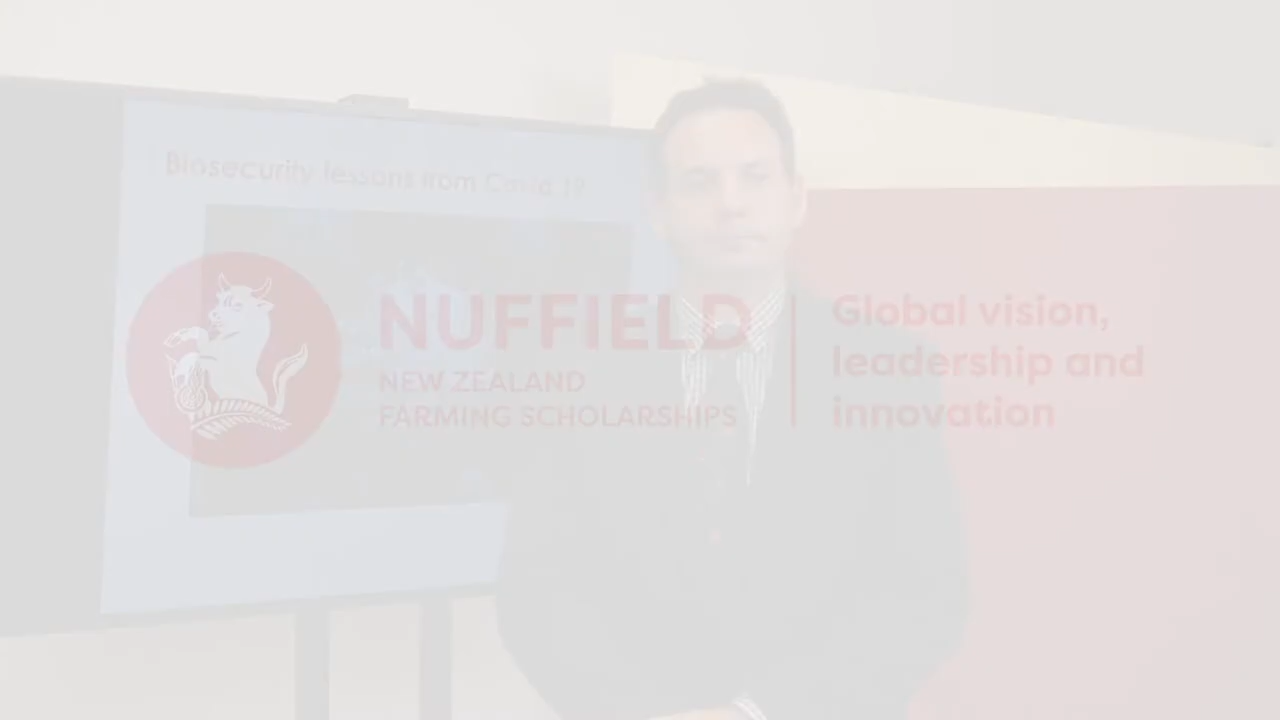 Biosecurity lessons from Covid 19
NUFFIELD
NEW ZEALAND
FARMING SCHOLARSHIPS
Global vision,
leadership and
innovation